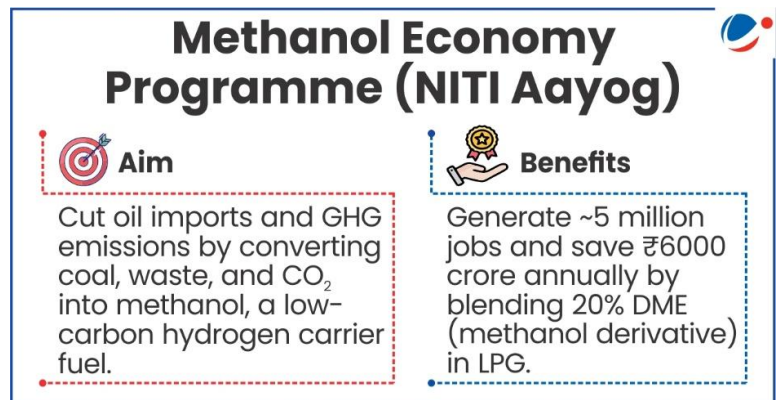 Methanol Economy
Programme (NITI Aayog)
Aim
Cut oil imports and GHG
emissions by converting
coal, waste, and CO₂
into methanol, a low-
carbon hydrogen carrier
fuel.
Benefits
Generate ~5 million
jobs and save ₹6000
crore annually by
blending 20% DME
(methanol derivative)
in LPG.